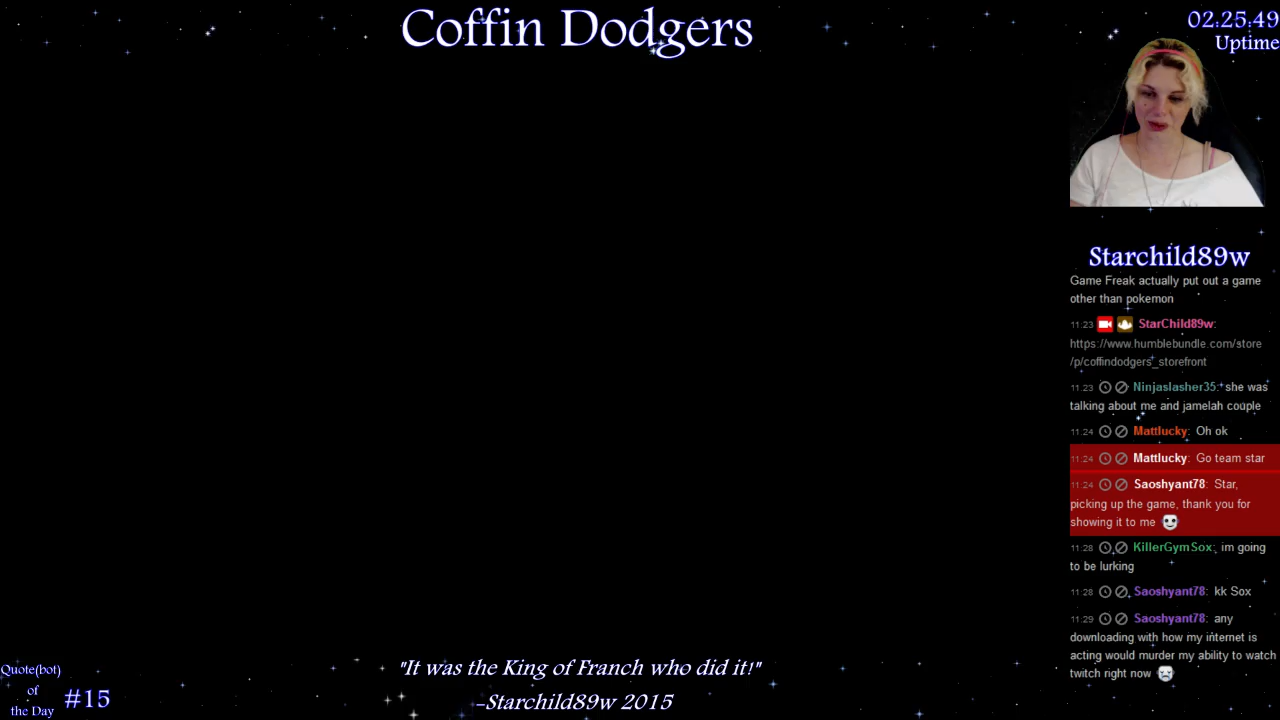 Coffin Dodgers
02.25.49
Uptime
Starchild89w
Game Freak actually put out a game
other than pokemon
11:23 StarChild89w:
https://www.humblebundle.com/store
/p/coffindodgers_storefront
11:23 Ninjaslasher35: she was
talking about me and jamelah couple
11:24 Mattlucky: Oh ok
11:24 Mattlucky: Go team star
11:24 Saoshyant78: Star,
picking up the game, thank you for
showing it to me
11:28 KillerGymSox: im going
to be lurking
11:28 Saoshyant78: kk Sox
11:29 Saoshyant78: any
downloading with how my internet is
acting would murder my ability to watch
twitch right now
"It was the King of Franch who did it!"
-Starchild89w 2015
Quote(bot)
of
the Day
#15